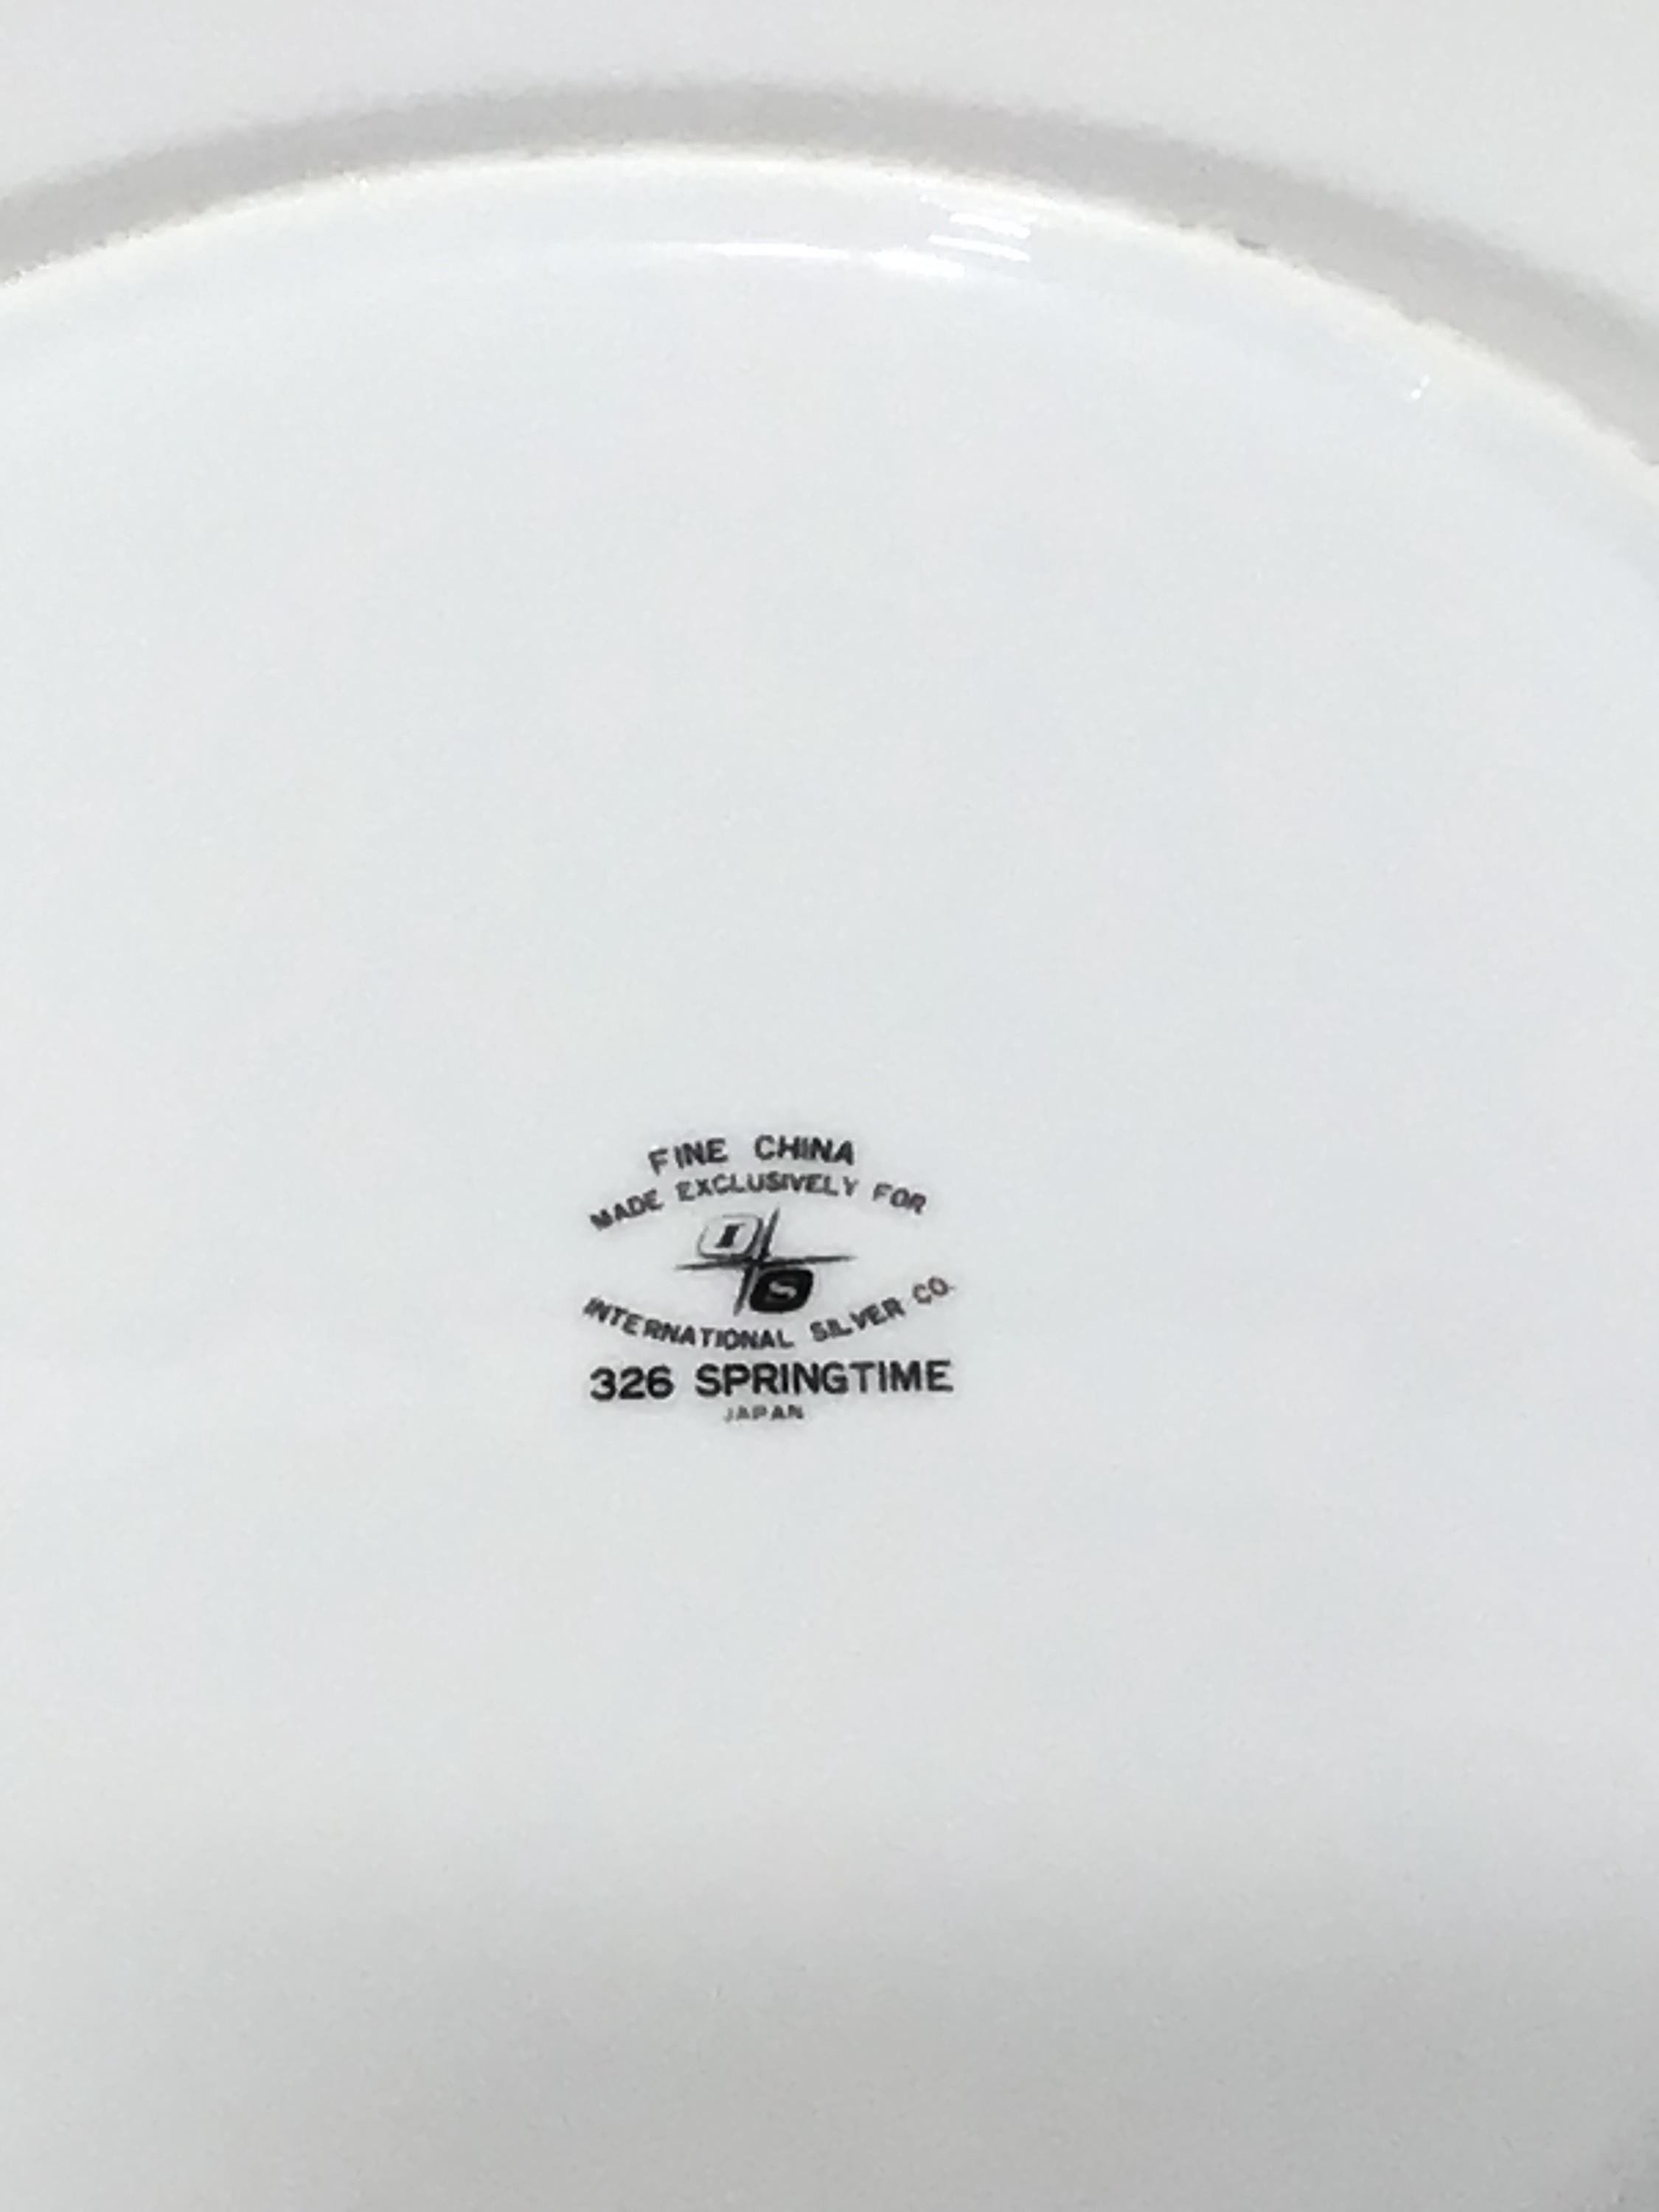 FINE CHINA
MADE EXCLUSIVELY FOR
I
S
INTERNATIONAL SILVER CO.
326 SPRINGTIME
JAPAN